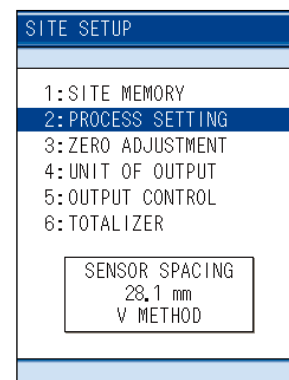 SITE SETUP
1:SITE MEMORY
2:PROCESS SETTING
3:ZERO ADJUSTMENT
4:UNIT OF OUTPUT
5:OUTPUT CONTROL
6:TOTALIZER
SENSOR SPACING
28.1 mm
V METHOD